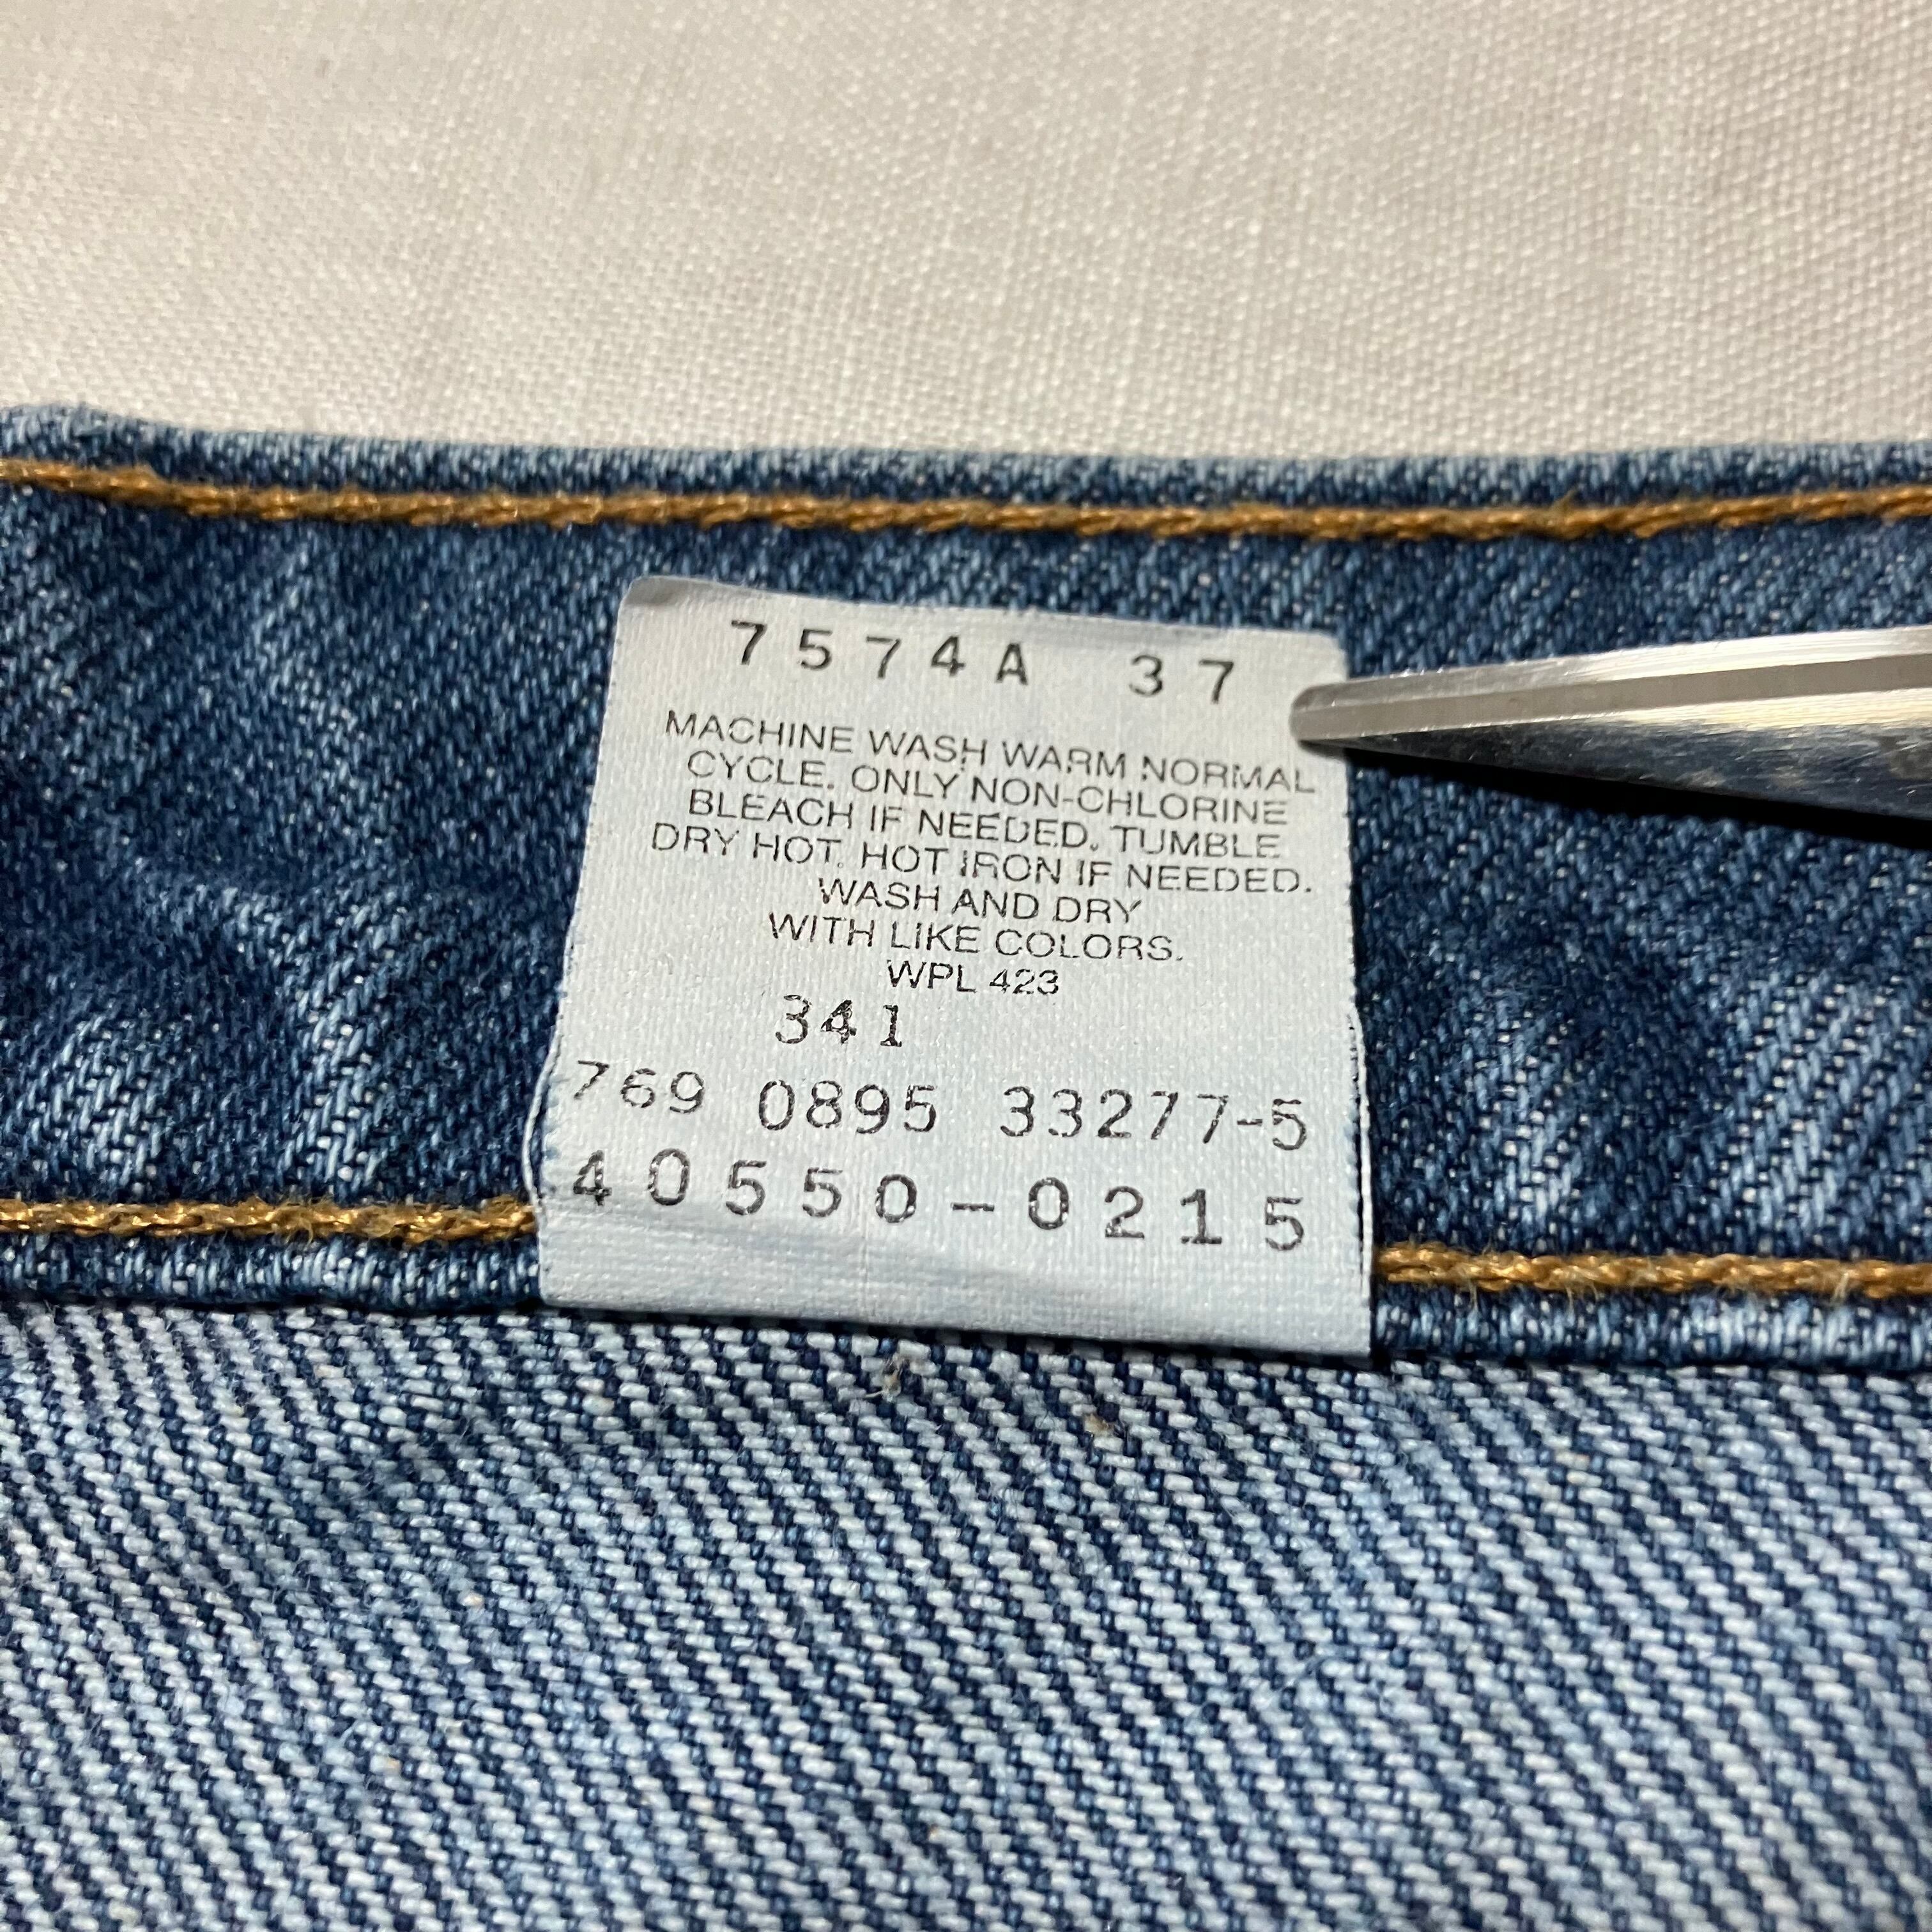 7574A 37
MACHINE WASH WARM NORMAL
CYCLE. ONLY NON-CHLORINE
BLEACH IF NEEDED. TUMBLE
DRY HOT. HOT IRON IF NEEDED.
WASH AND DRY
WITH LIKE COLORS.
WPL 423
341
769 0895 33277-5
40550-0215